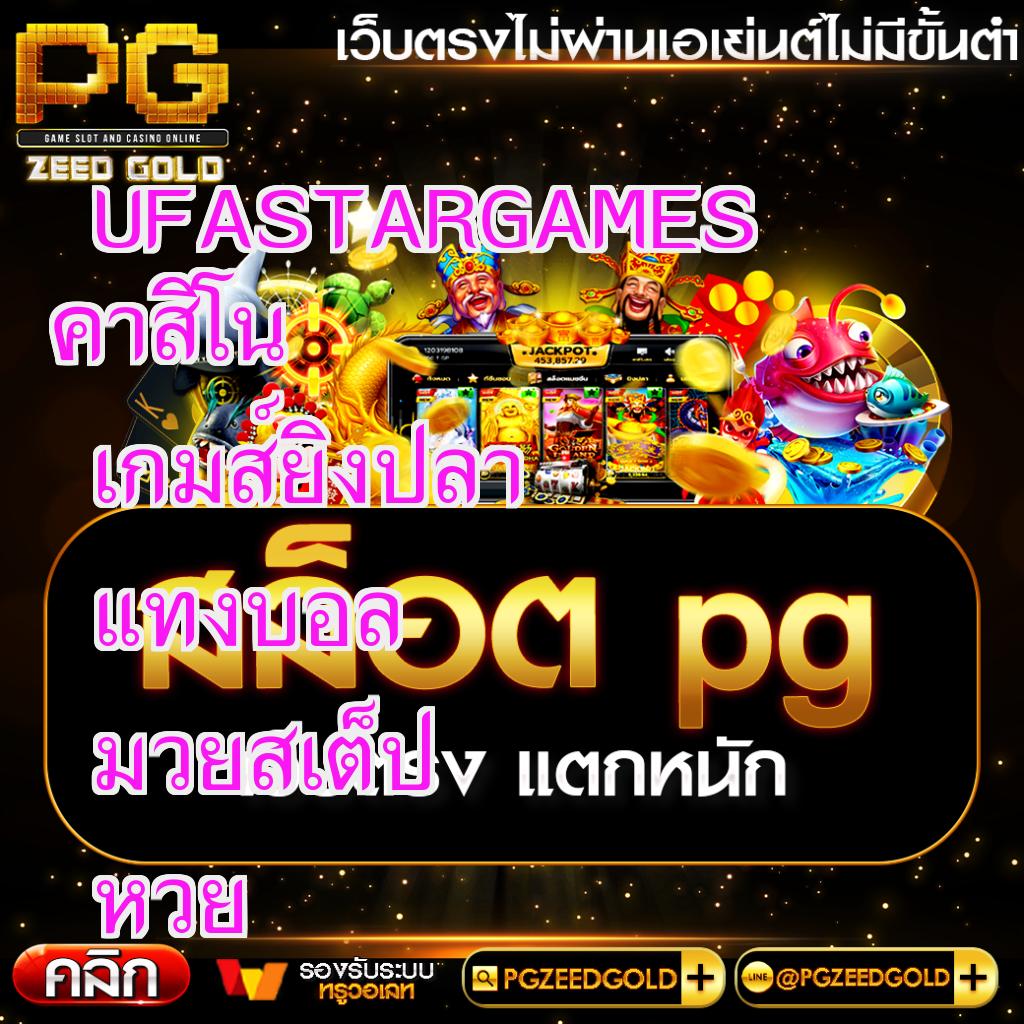 เว็บตรงไม่ผ่านเอเย่นต์ไม่มีขั้นต่ำ
PG
GAME SLOT AND CASINO ONLINE
ZEED GOLD
UFASTARGAMES
คาสิโน
JACKPOT
453,857.29
เกมส์ยิงปลา
สล็อต pg
แทงบอล
มวยสเต็ป
แตกหนัก
หวย
คลิก
รองรับระบบ
ทรูวอเลท
PGZEEDGOLD +
LINE @PGZEEDGOLD +